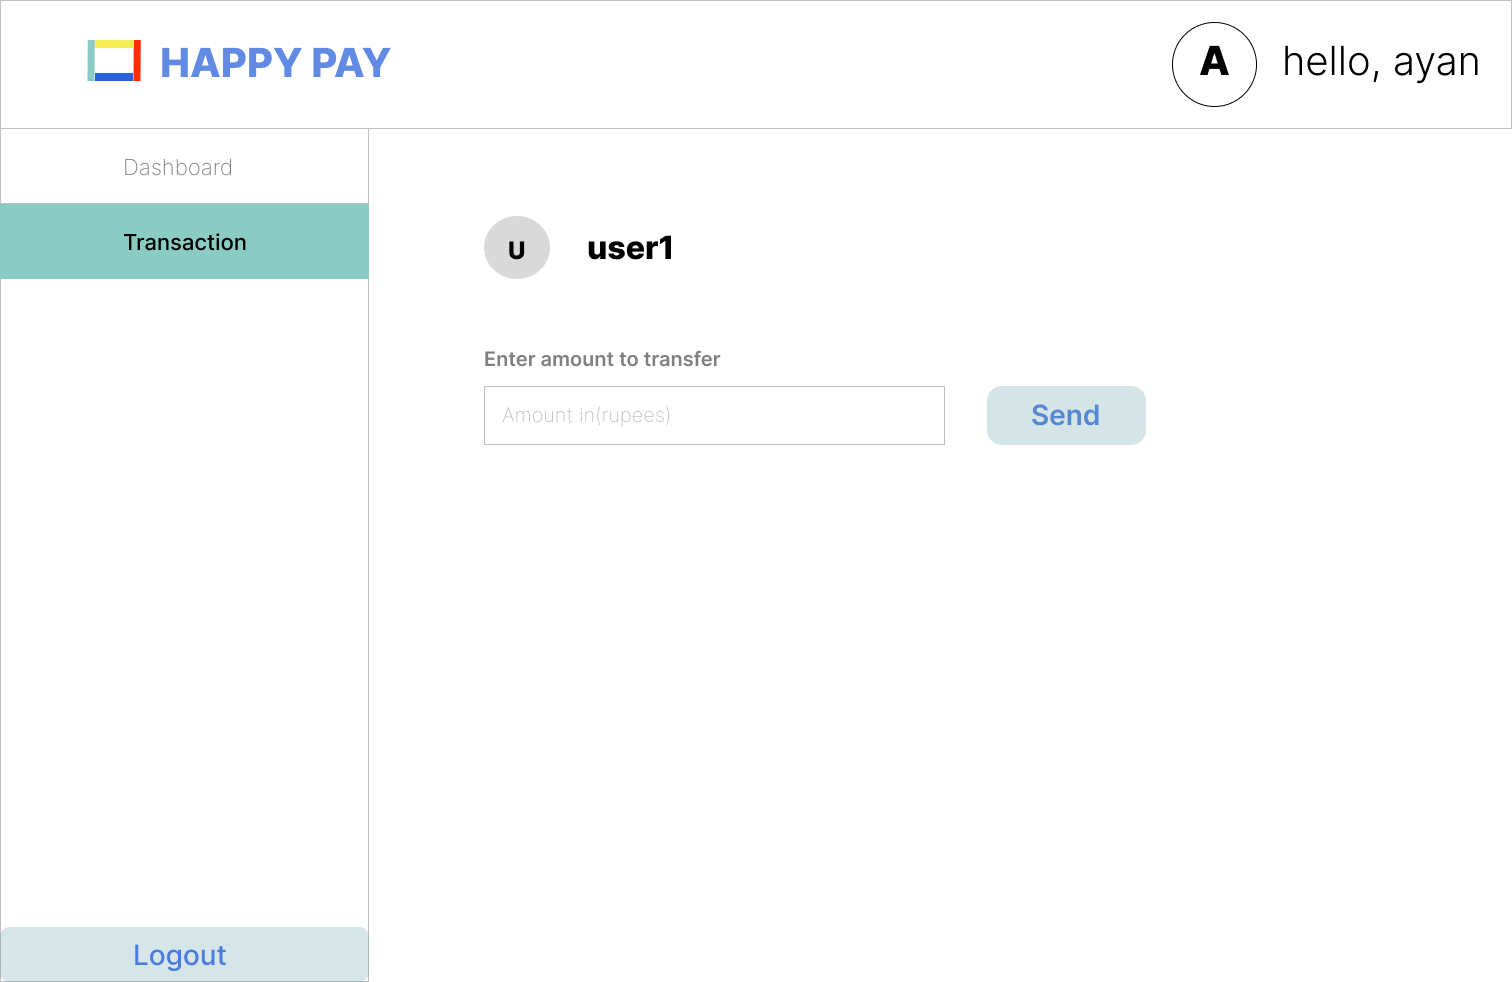 HAPPY PAY
A
hello, ayan
Dashboard
Transaction
U
user1
Enter amount to transfer
Amount in(rupees)
Send
Logout